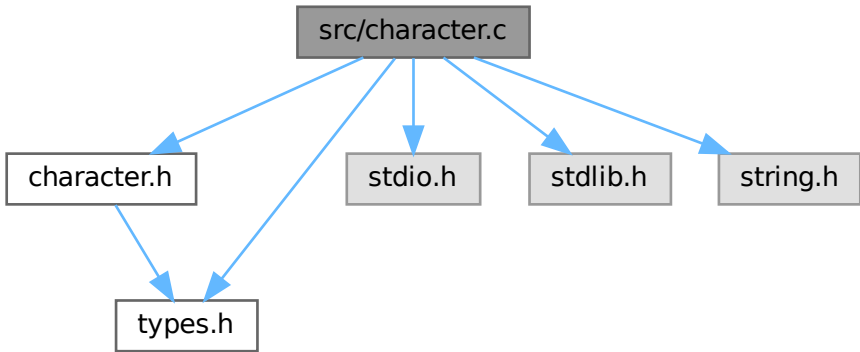 src/character.c
character.h
stdio.h
stdlib.h
string.h
types.h